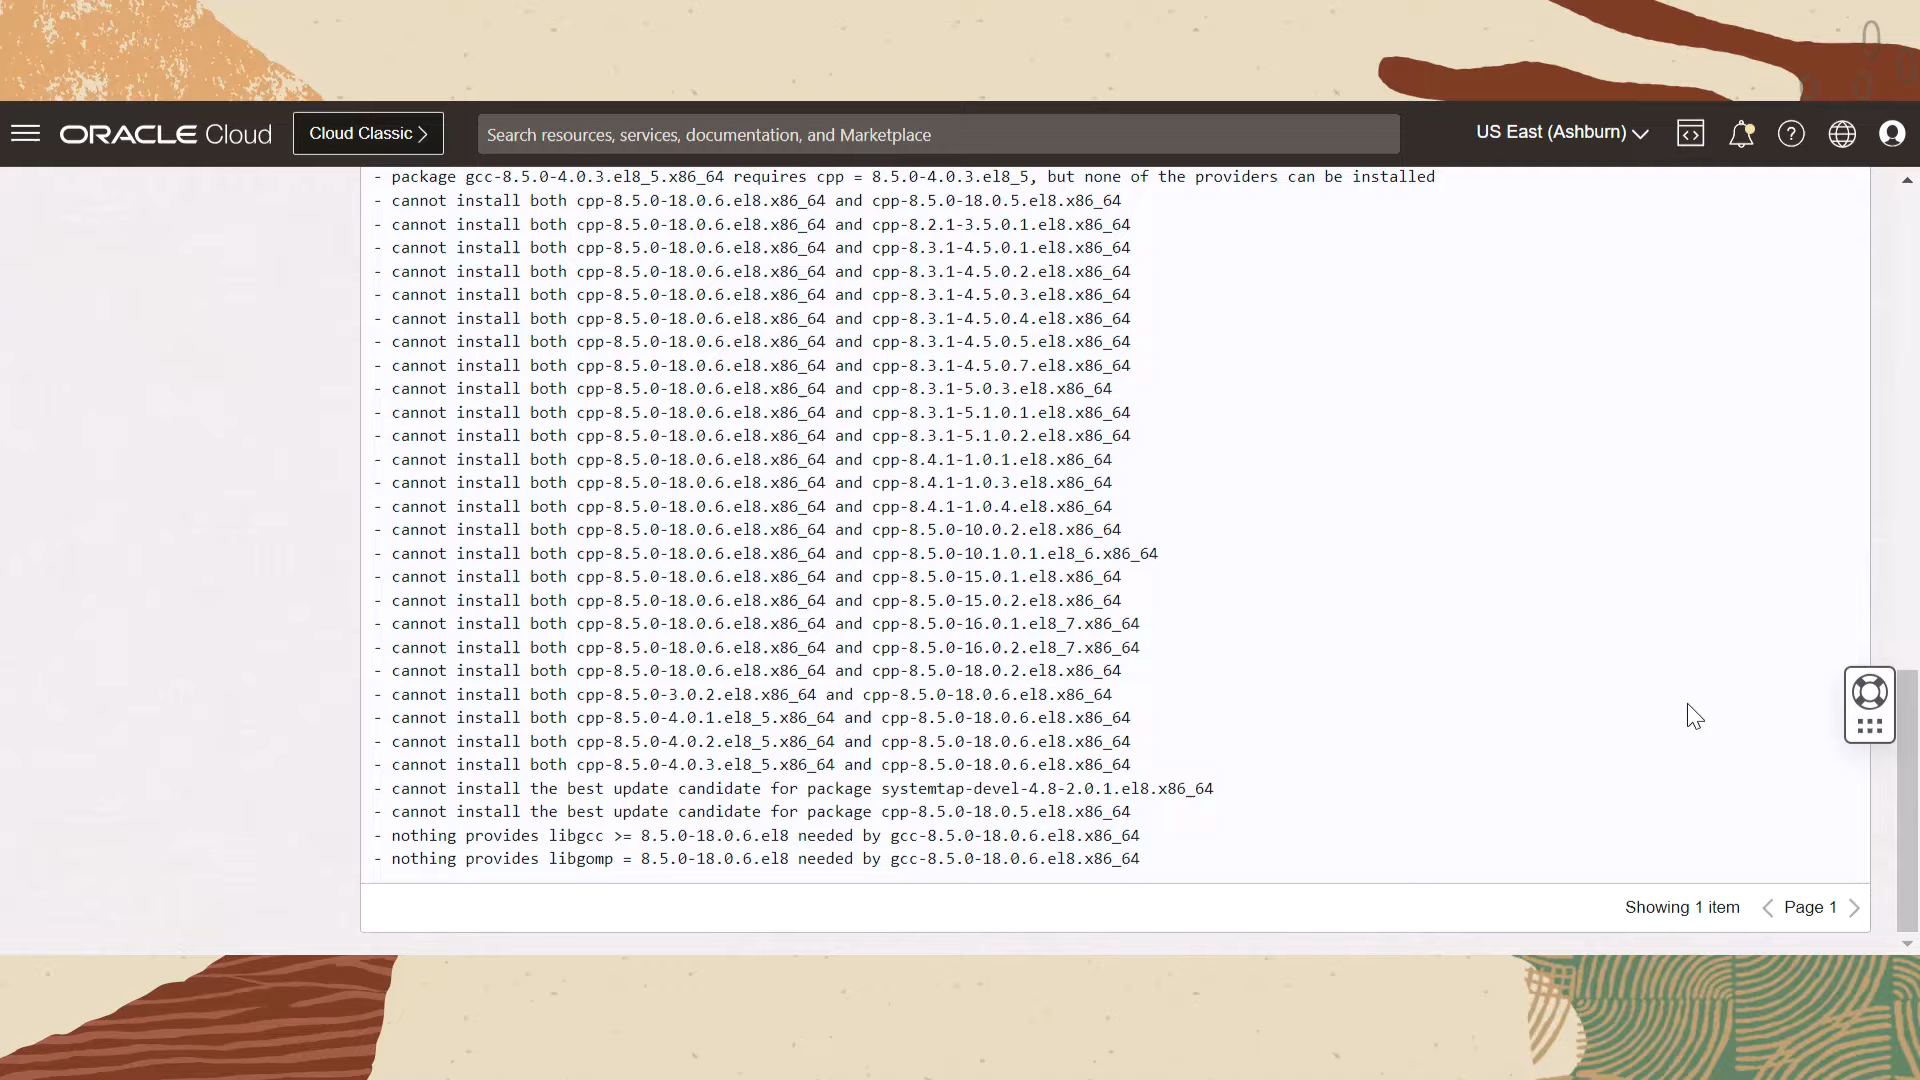 ORACLE Cloud
Cloud Classic
Search resources, services, documentation, and Marketplace
US East (Ashburn)
- package gcc-8.5.0-4.0.3.el8_5.x86_64 requires cpp = 8.5.0-4.0.3.el8_5, but none of the providers can be installed
- cannot install both cpp-8.5.0-18.0.6.el8.x86_64 and cpp-8.5.0-18.0.5.el8.x86_64
- cannot install both cpp-8.5.0-18.0.6.el8.x86_64 and cpp-8.2.1-3.5.0.1.el8.x86_64
- cannot install both cpp-8.5.0-18.0.6.el8.x86_64 and cpp-8.3.1-4.5.0.1.el8.x86_64
- cannot install both cpp-8.5.0-18.0.6.el8.x86_64 and cpp-8.3.1-4.5.0.2.el8.x86_64
- cannot install both cpp-8.5.0-18.0.6.el8.x86_64 and cpp-8.3.1-4.5.0.3.el8.x86_64
- cannot install both cpp-8.5.0-18.0.6.el8.x86_64 and cpp-8.3.1-4.5.0.4.el8.x86_64
- cannot install both cpp-8.5.0-18.0.6.el8.x86_64 and cpp-8.3.1-4.5.0.5.el8.x86_64
- cannot install both cpp-8.5.0-18.0.6.el8.x86_64 and cpp-8.3.1-4.5.0.7.el8.x86_64
- cannot install both cpp-8.5.0-18.0.6.el8.x86_64 and cpp-8.3.1-5.0.3.el8.x86_64
- cannot install both cpp-8.5.0-18.0.6.el8.x86_64 and cpp-8.3.1-5.1.0.1.el8.x86_64
- cannot install both cpp-8.5.0-18.0.6.el8.x86_64 and cpp-8.3.1-5.1.0.2.el8.x86_64
- cannot install both cpp-8.5.0-18.0.6.el8.x86_64 and cpp-8.4.1-1.0.1.el8.x86_64
- cannot install both cpp-8.5.0-18.0.6.el8.x86_64 and cpp-8.4.1-1.0.3.el8.x86_64
- cannot install both cpp-8.5.0-18.0.6.el8.x86_64 and cpp-8.4.1-1.0.4.el8.x86_64
- cannot install both cpp-8.5.0-18.0.6.el8.x86_64 and cpp-8.5.0-10.0.2.el8.x86_64
- cannot install both cpp-8.5.0-18.0.6.el8.x86_64 and cpp-8.5.0-10.1.0.1.el8_6.x86_64
- cannot install both cpp-8.5.0-18.0.6.el8.x86_64 and cpp-8.5.0-15.0.1.el8.x86_64
- cannot install both cpp-8.5.0-18.0.6.el8.x86_64 and cpp-8.5.0-15.0.2.el8.x86_64
- cannot install both cpp-8.5.0-18.0.6.el8.x86_64 and cpp-8.5.0-16.0.1.el8_7.x86_64
- cannot install both cpp-8.5.0-18.0.6.el8.x86_64 and cpp-8.5.0-16.0.2.el8_7.x86_64
- cannot install both cpp-8.5.0-18.0.6.el8.x86_64 and cpp-8.5.0-18.0.2.el8.x86_64
- cannot install both cpp-8.5.0-3.0.2.el8.x86_64 and cpp-8.5.0-18.0.6.el8.x86_64
- cannot install both cpp-8.5.0-4.0.1.el8_5.x86_64 and cpp-8.5.0-18.0.6.el8.x86_64
- cannot install both cpp-8.5.0-4.0.2.el8_5.x86_64 and cpp-8.5.0-18.0.6.el8.x86_64
- cannot install both cpp-8.5.0-4.0.3.el8_5.x86_64 and cpp-8.5.0-18.0.6.el8.x86_64
- cannot install the best update candidate for package systemtap-devel-4.8-2.0.1.el8.x86_64
- cannot install the best update candidate for package cpp-8.5.0-18.0.5.el8.x86_64
- nothing provides libgcc >= 8.5.0-18.0.6.el8 needed by gcc-8.5.0-18.0.6.el8.x86_64
- nothing provides libgomp = 8.5.0-18.0.6.el8 needed by gcc-8.5.0-18.0.6.el8.x86_64
Showing 1 item
Page 1